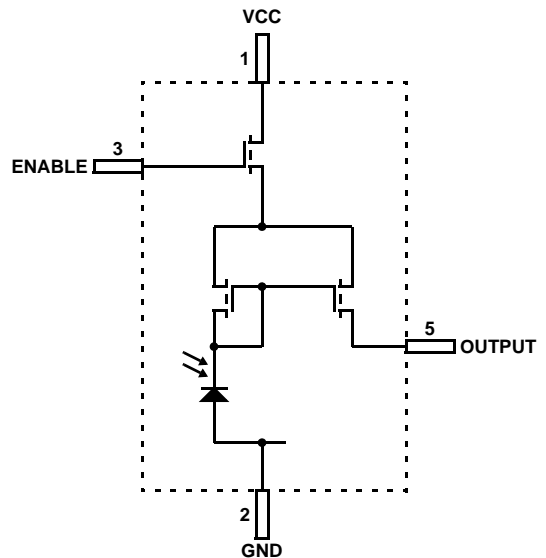 VCC
1
3
ENABLE
5
OUTPUT
2
GND